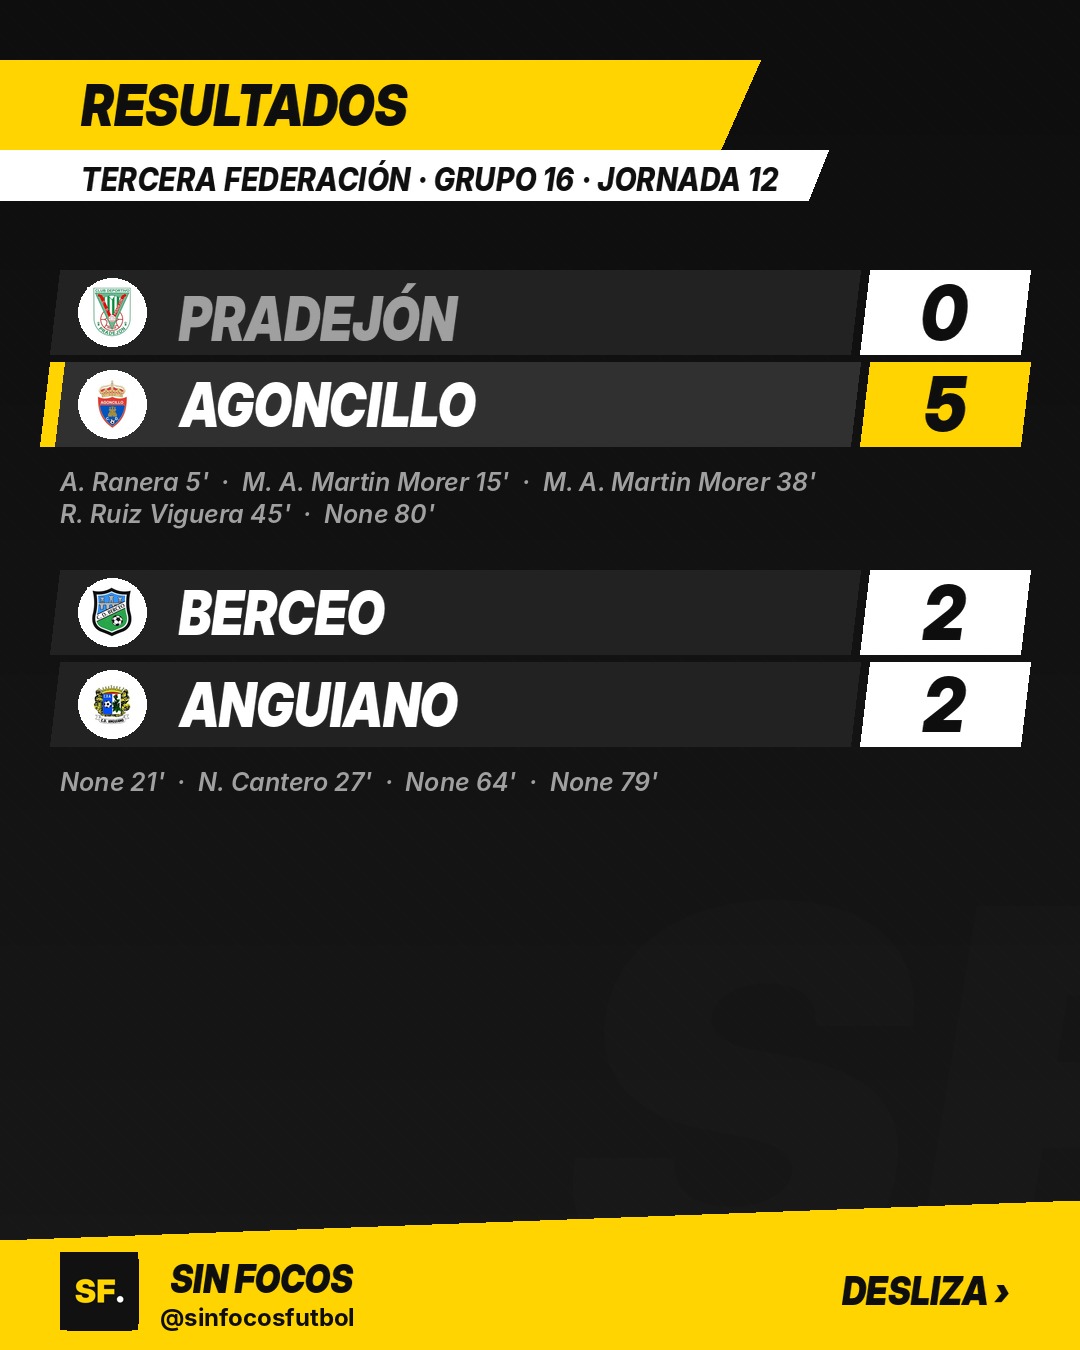 RESULTADOS
TERCERA FEDERACIÓN · GRUPO 16 · JORNADA 12
PRADEJÓN 0
AGONCILLO 5
A. Ranera 5' · M. A. Martin Morer 15' · M. A. Martin Morer 38'
R. Ruiz Viguera 45' · None 80'
BERCEO 2
ANGUIANO 2
None 21' · N. Cantero 27' · None 64' · None 79'
SF
SF.
SIN FOCOS
@sinfocosfutbol
DESLIZA ›